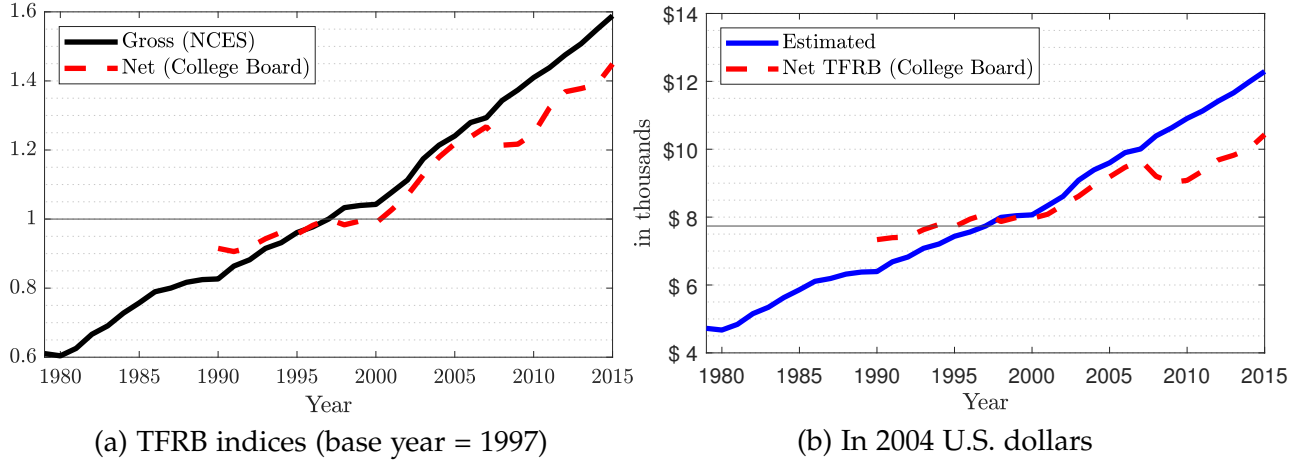 1.6
1.4
1.2
1
0.8
0.6
Gross (NCES)
Net (College Board)
1980 1985 1990 1995 2000 2005 2010 2015
Year
(a) TFRB indices (base year = 1997)
$14
$12
$10
$ 8
$ 6
$ 4
in thousands
Estimated
Net TFRB (College Board)
1980 1985 1990 1995 2000 2005 2010 2015
Year
(b) In 2004 U.S. dollars